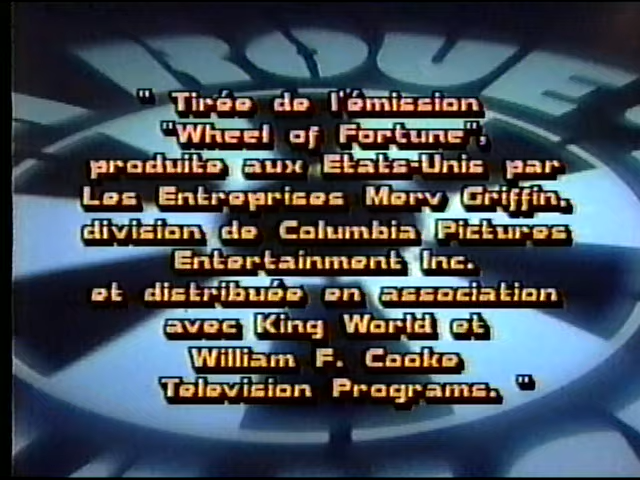 ROUE
" Tirée de l'émission
"Wheel of Fortune",
produite aux Etats-Unis par
Les Entreprises Merv Griffin,
division de Columbia Pictures
Entertainment Inc.
et distribuée en association
avec King World et
William F. Cooke
Television Programs. "